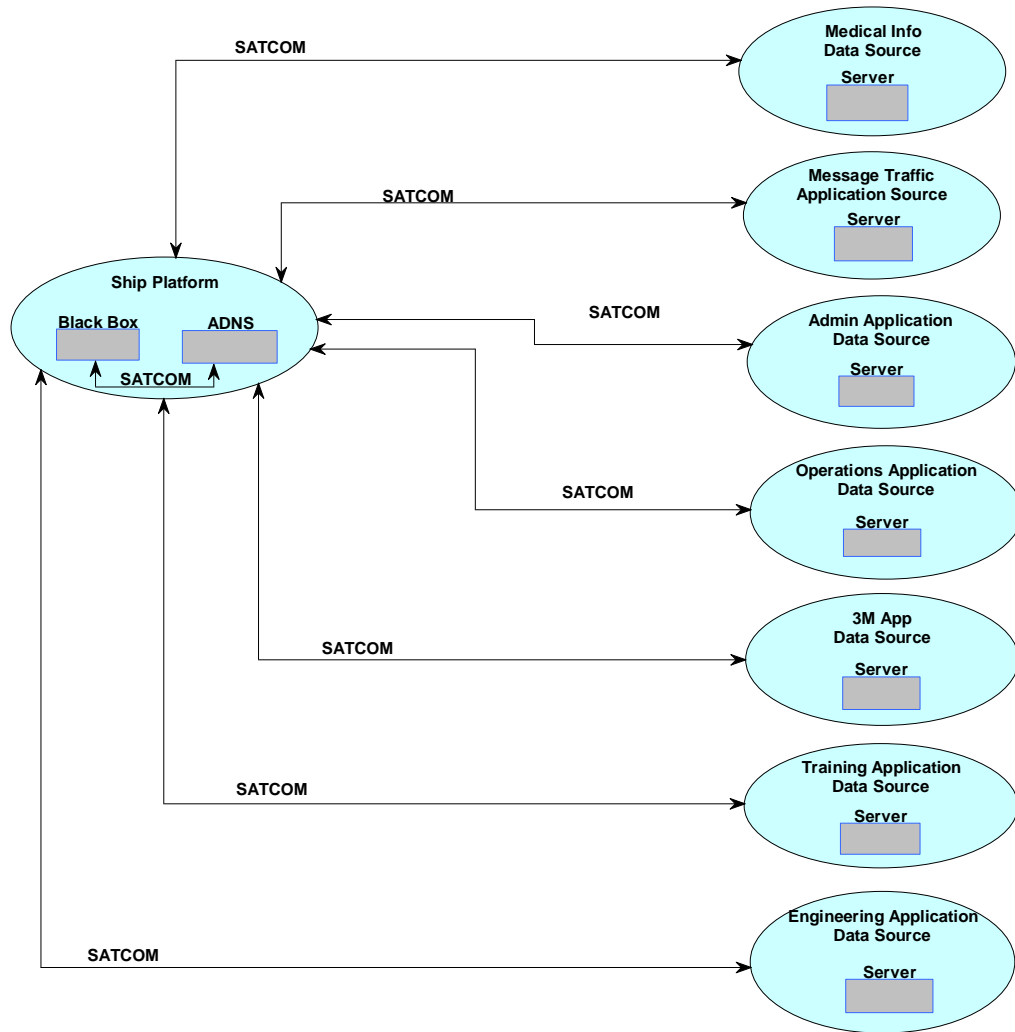 Medical Info
Data Source
Server
SATCOM
Message Traffic
Application Source
Server
SATCOM
Ship Platform
Black Box
ADNS
SATCOM
SATCOM
Admin Application
Data Source
Server
Operations Application
Data Source
Server
SATCOM
3M App
Data Source
Server
SATCOM
Training Application
Data Source
Server
SATCOM
Engineering Application
Data Source
Server
SATCOM